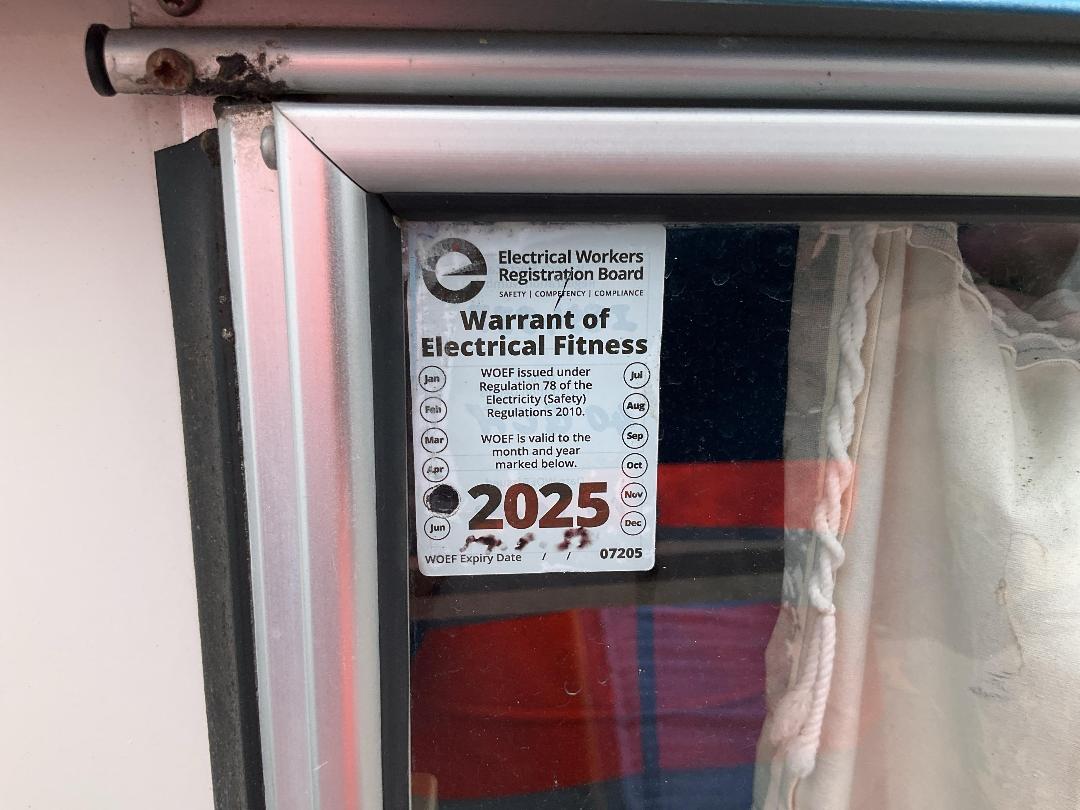 Electrical Workers
Registration Board
SAFETY | COMPETENCY | COMPLIANCE
Warrant of
Electrical Fitness
Jan
Feb
Mar
Apr
Jun
WOEF issued under
Regulation 78 of the
Electricity (Safety)
Regulations 2010.
WOEF is valid to the
month and year
marked below.
2025
Jul
Aug
Sep
Oct
Nov
Dec
WOEF Expiry Date / / 07205